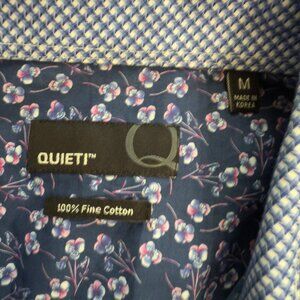 M
MADE IN
KOREA
QUIETI™
Q
100% Fine Cotton